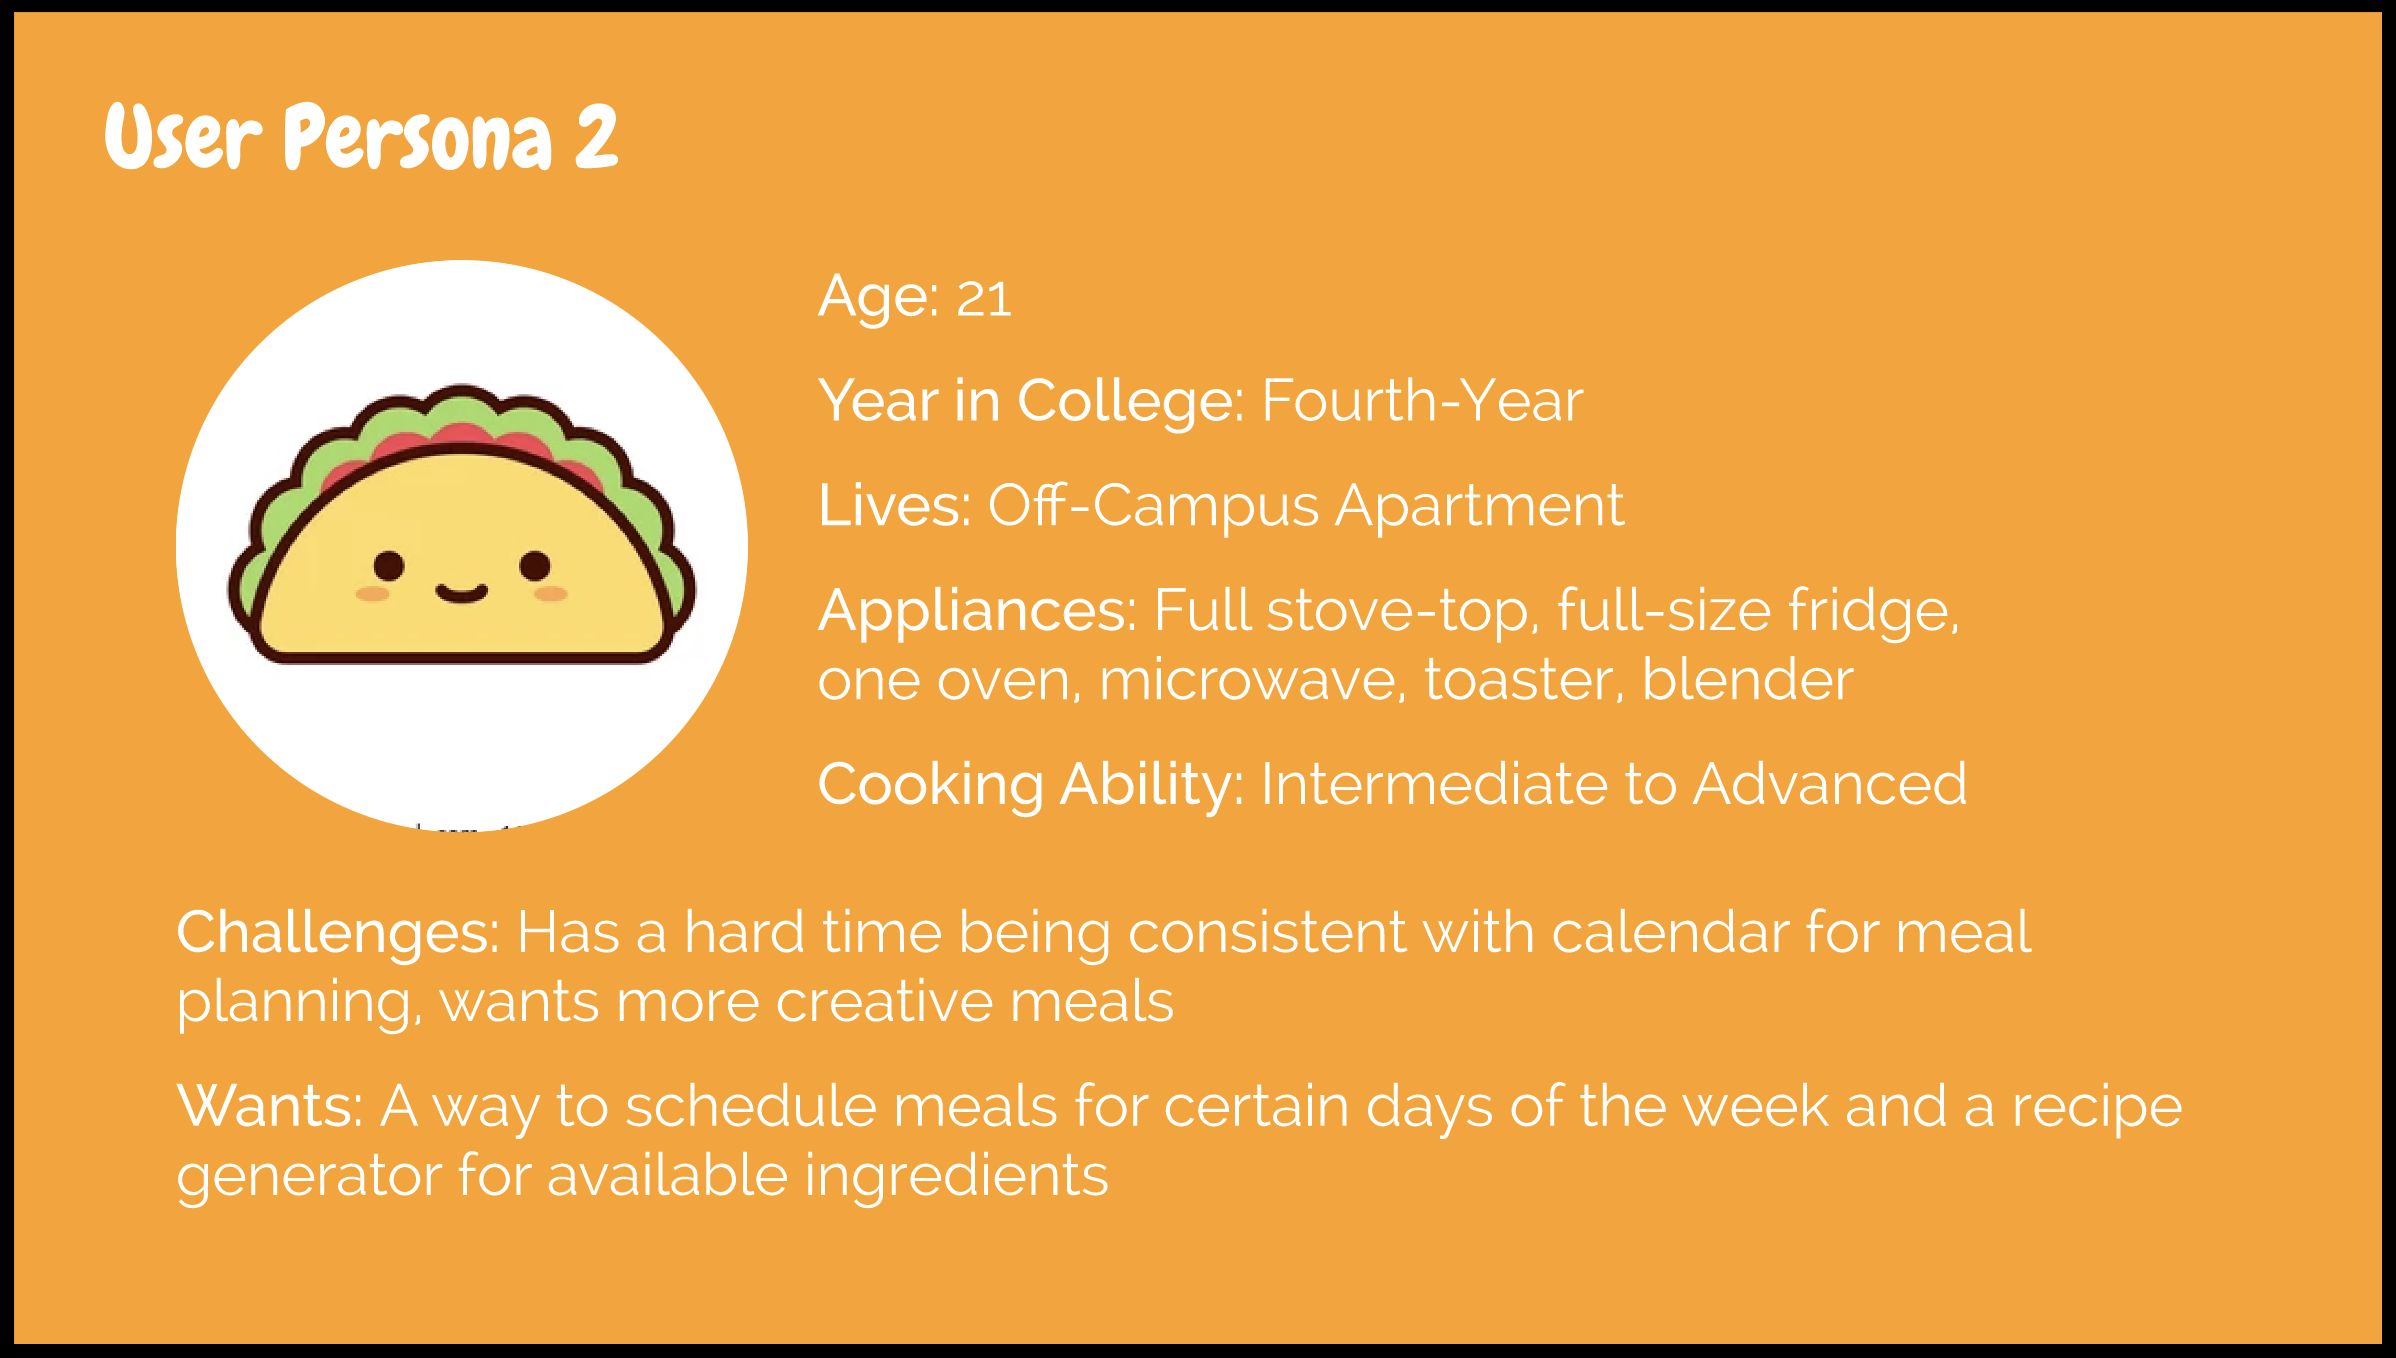 User Persona 2
Age: 21
Year in College: Fourth-Year
Lives: Off-Campus Apartment
Appliances: Full stove-top, full-size fridge,
one oven, microwave, toaster, blender
Cooking Ability: Intermediate to Advanced
Challenges: Has a hard time being consistent with calendar for meal
planning, wants more creative meals
Wants: A way to schedule meals for certain days of the week and a recipe
generator for available ingredients